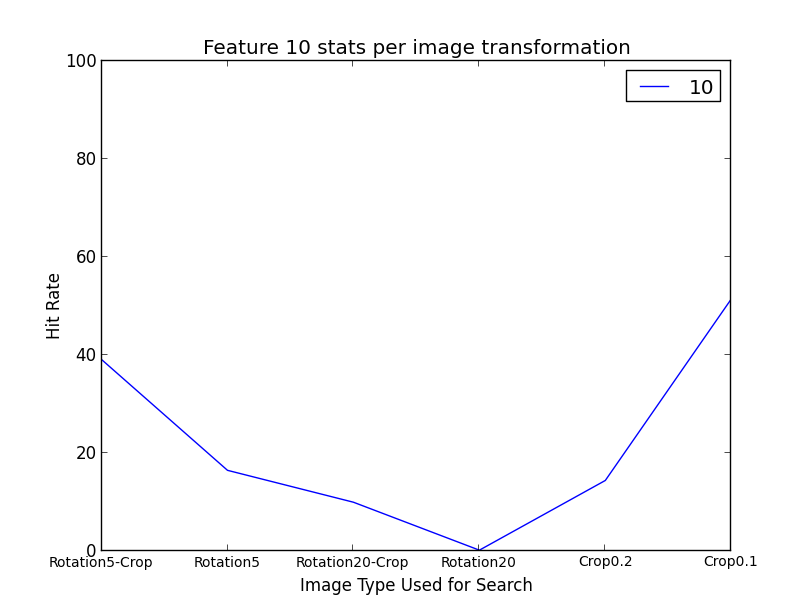 Feature 10 stats per image transformation
10
100
80
60
40
20
0
Hit Rate
Rotation5-Crop Rotation5 Rotation20-Crop Rotation20 Crop0.2 Crop0.1
Image Type Used for Search